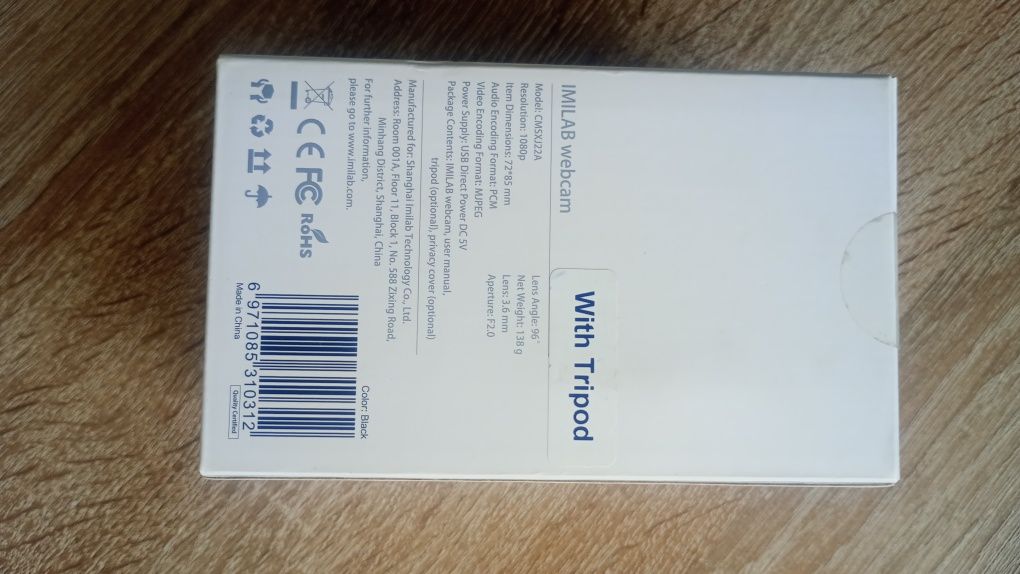 With Tripod
IMILAB webcam
Model: CMSXJ22A
Resolution: 1080p
Item Dimensions: 72*85 mm
Audio Encoding Format: PCM
Video Encoding Format: MJPEG
Power Supply: USB Direct Power DC 5V
Package Contents: IMILAB webcam, user manual,
tripod (optional), privacy cover (optional)
Lens Angle: 96°
Net Weight: 138 g
Lens: 3.6 mm
Aperture: F2.0
Manufactured for: Shanghai Imilab Technology Co., Ltd.
Address: Room 001A, Floor 11, Block 1, No. 588 Zixing Road,
Minhang District, Shanghai, China
For further information,
please go to www.imilab.com.
CE FC RoHS
Color: Black
6 971085 310312
Made in China
Quality Certified